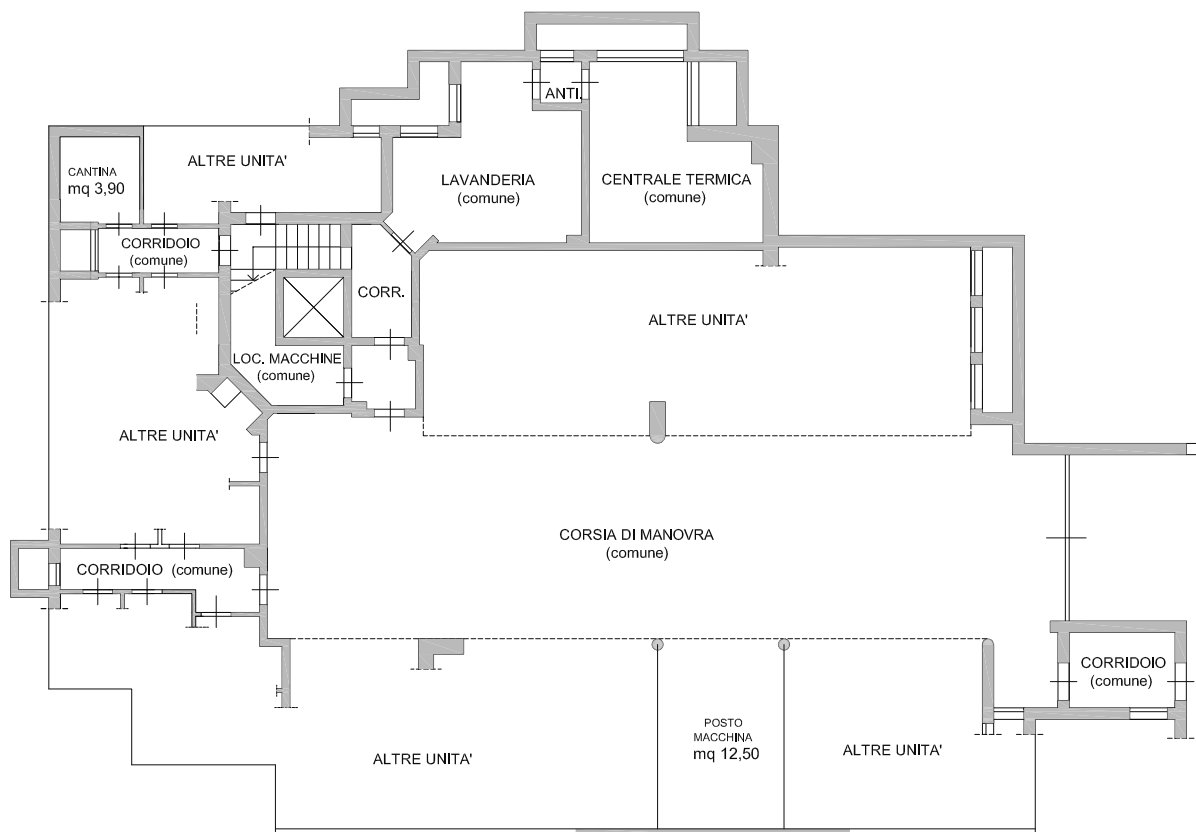 ANTI.
ALTRE UNITA'
CANTINA
mq 3,90
LAVANDERIA
(comune)
CENTRALE TERMICA
(comune)
CORRIDOIO
(comune)
CORR.
ALTRE UNITA'
LOC. MACCHINE
(comune)
ALTRE UNITA'
CORSIA DI MANOVRA
(comune)
CORRIDOIO (comune)
CORRIDOIO
(comune)
POSTO
MACCHINA
mq 12,50
ALTRE UNITA'
ALTRE UNITA'